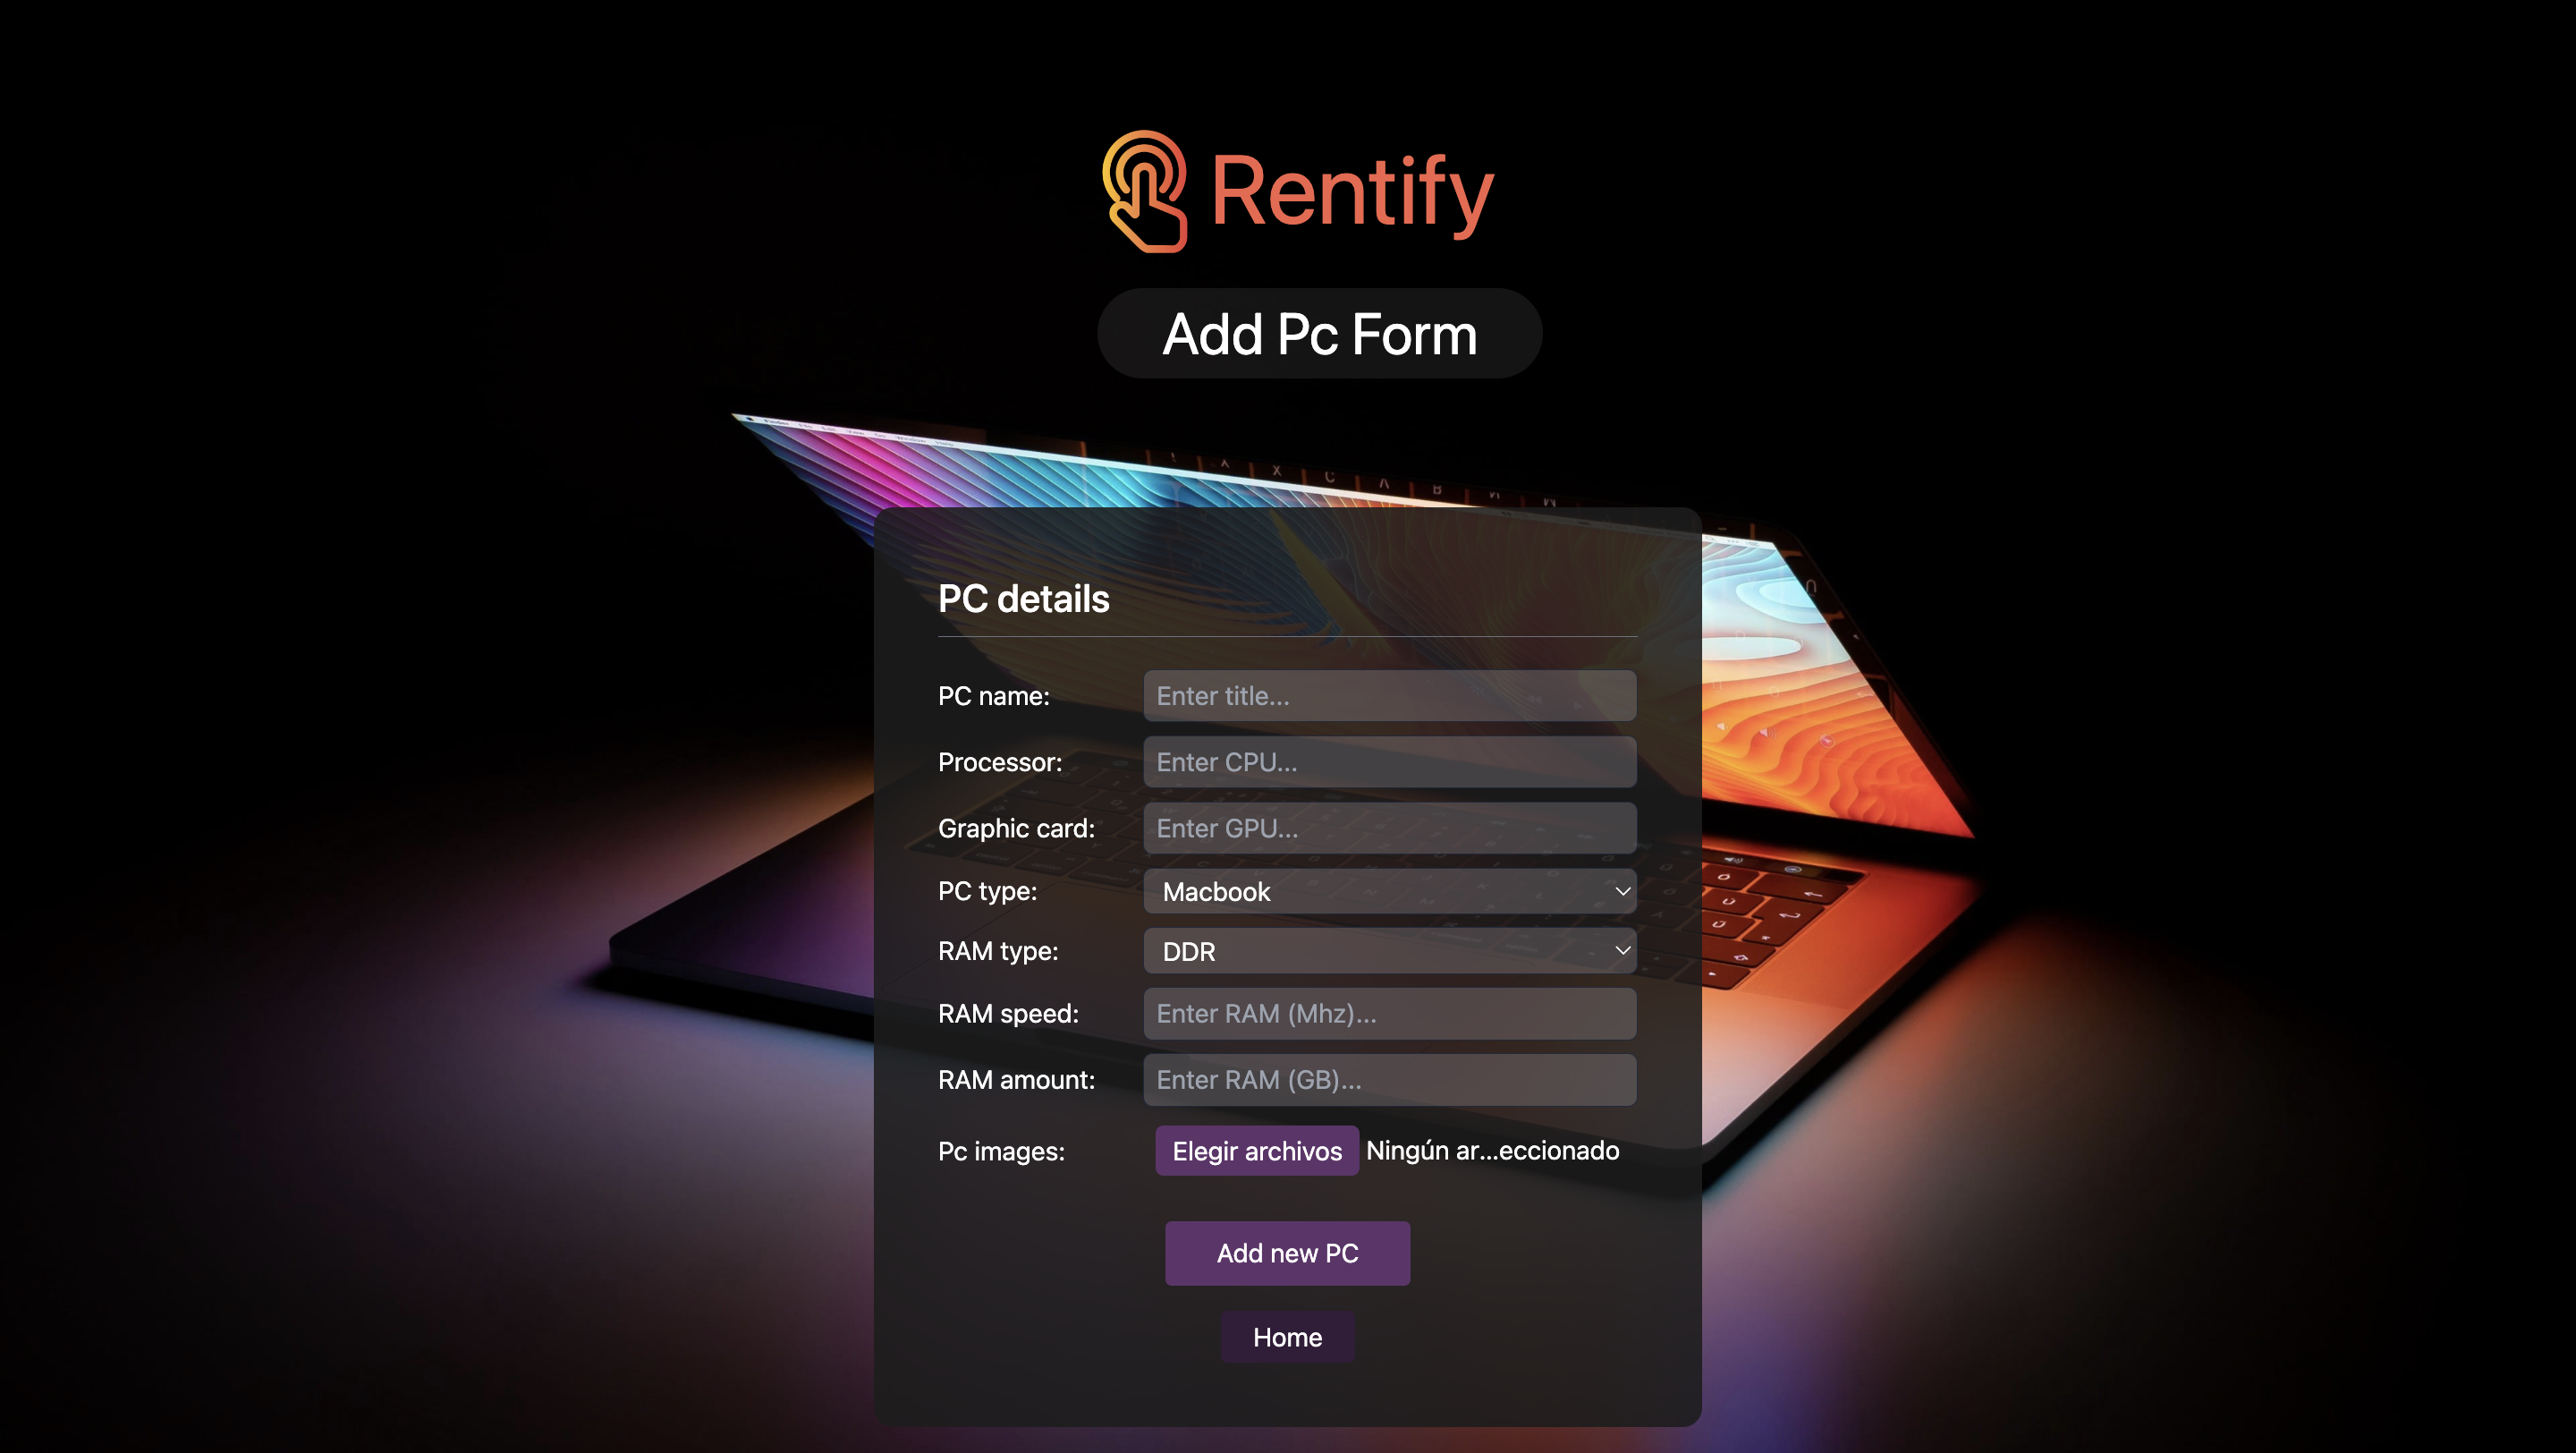 Rentify
Add Pc Form
PC details
PC name: Enter title...
Processor: Enter CPU...
Graphic card: Enter GPU...
PC type: Macbook
RAM type: DDR
RAM speed: Enter RAM (Mhz)...
RAM amount: Enter RAM (GB)...
Pc images: Elegir archivos Ningún ar...eccionado
Add new PC
Home